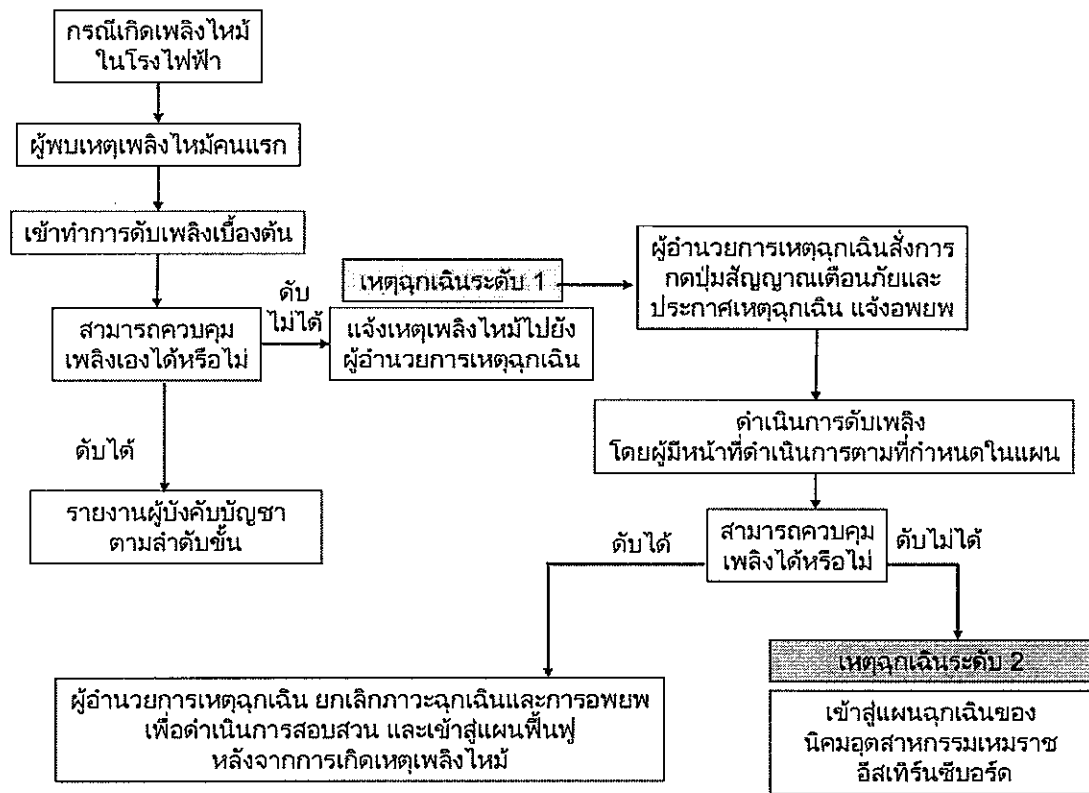 กรณีเกิดเพลิงไหม้
ในโรงไฟฟ้า
ผู้พบเหตุเพลิงไหม้คนแรก
เข้าทำการดับเพลิงเบื้องต้น
สามารถควบคุม
เพลิงเองได้หรือไม่
ดับ
ไม่ได้
เหตุฉุกเฉินระดับ 1
แจ้งเหตุเพลิงไหม้ไปยัง
ผู้อำนวยการเหตุฉุกเฉิน
ผู้อำนวยการเหตุฉุกเฉินสั่งการ
กดปุ่มสัญญาณเตือนภัยและ
ประกาศเหตุฉุกเฉิน แจ้งอพยพ
ดับได้
รายงานผู้บังคับบัญชา
ตามลำดับขั้น
ดำเนินการดับเพลิง
โดยผู้มีหน้าที่ดำเนินการตามที่กำหนดในแผน
สามารถควบคุม
เพลิงได้หรือไม่
ดับได้
ดับไม่ได้
ผู้อำนวยการเหตุฉุกเฉิน ยกเลิกภาวะฉุกเฉินและการอพยพ
เพื่อดำเนินการสอบสวน และเข้าสู่แผนฟื้นฟู
หลังจากการเกิดเหตุเพลิงไหม้
เหตุฉุกเฉินระดับ 2
เข้าสู่แผนฉุกเฉินของ
นิคมอุตสาหกรรมเหมราช
อีสเทิร์นซีบอร์ด